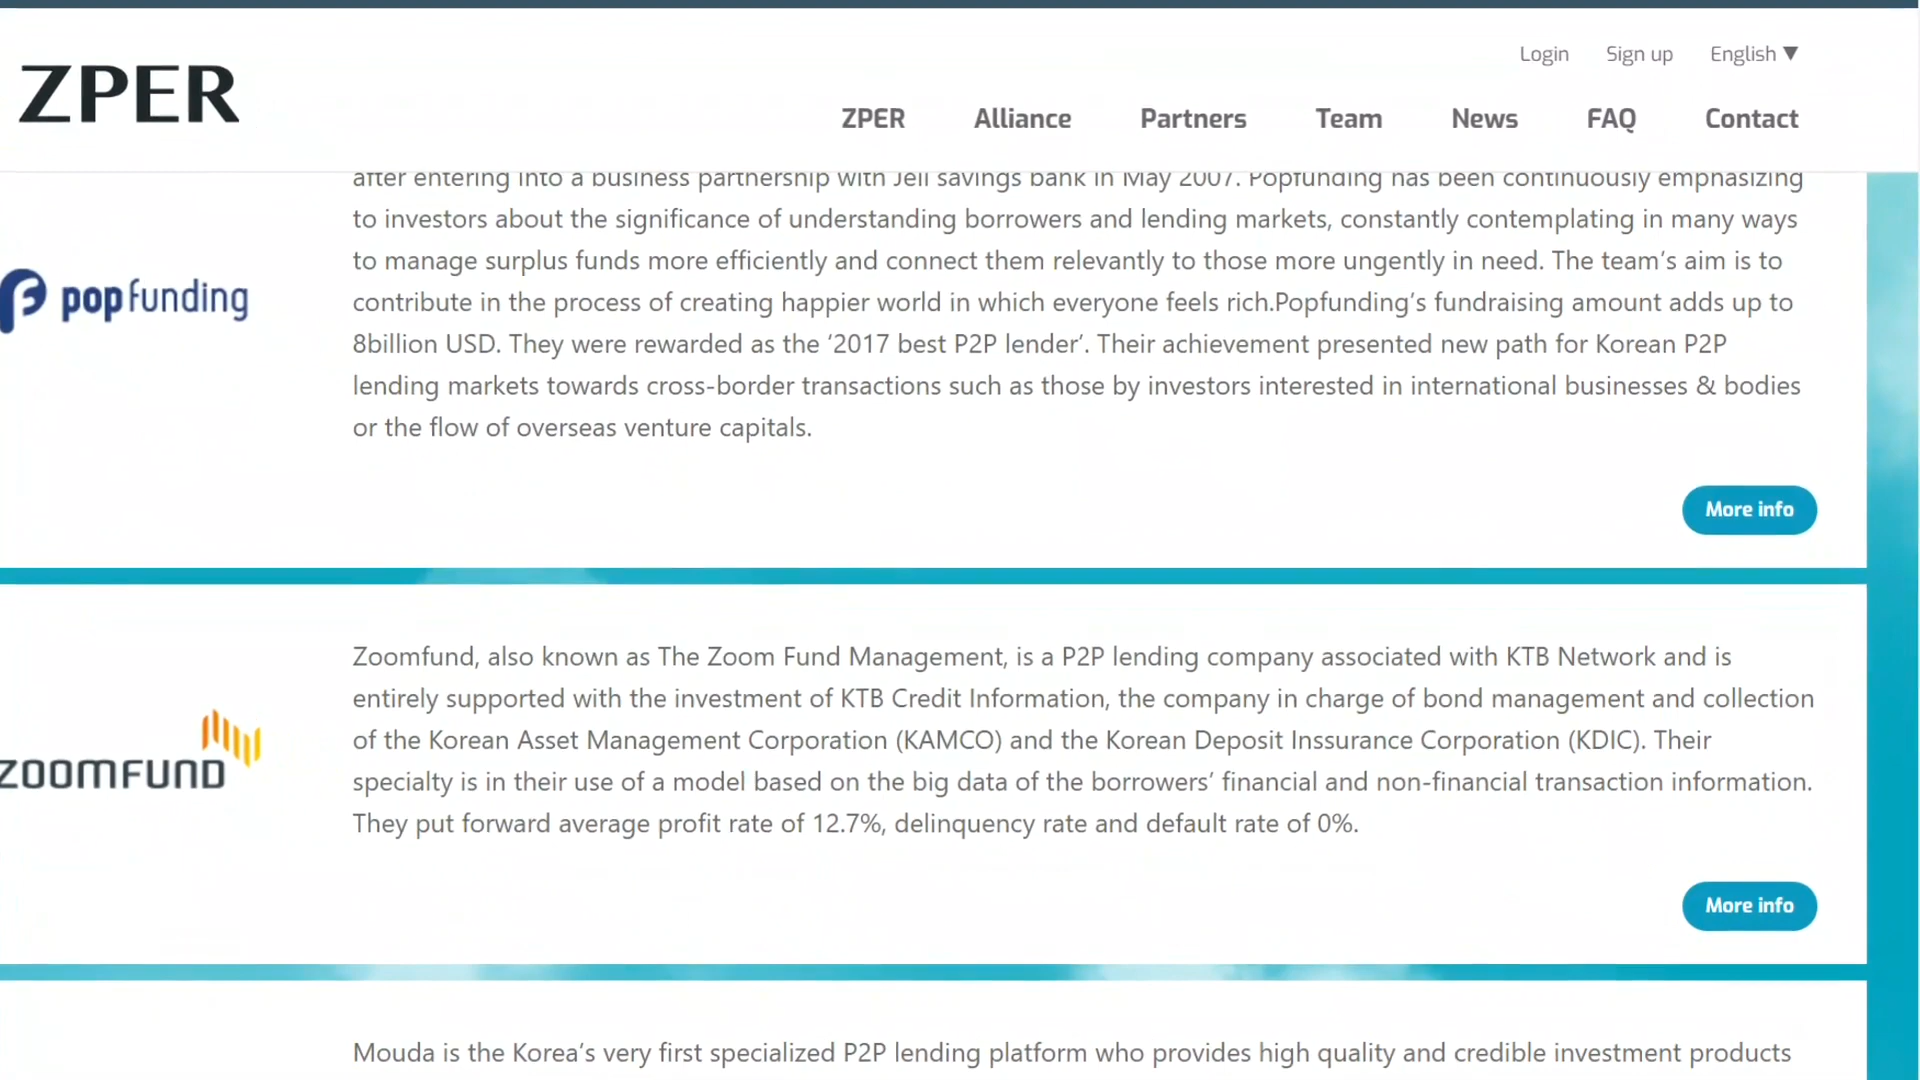 Login Sign up English ▼
ZPER
ZPER Alliance Partners Team News FAQ Contact
after entering into a business partnership with Jeil savings bank in May 2007. Popfunding has been continuously emphasizing
to investors about the significance of understanding borrowers and lending markets, constantly contemplating in many ways
to manage surplus funds more efficiently and connect them relevantly to those more urgently in need. The team’s aim is to
popfunding
contribute in the process of creating happier world in which everyone feels rich.Popfunding’s fundraising amount adds up to
8billion USD. They were rewarded as the ‘2017 best P2P lender’. Their achievement presented new path for Korean P2P
lending markets towards cross-border transactions such as those by investors interested in international businesses & bodies
or the flow of overseas venture capitals.
More info
Zoomfund, also known as The Zoom Fund Management, is a P2P lending company associated with KTB Network and is
entirely supported with the investment of KTB Credit Information, the company in charge of bond management and collection
of the Korean Asset Management Corporation (KAMCO) and the Korean Deposit Inssurance Corporation (KDIC). Their
ZOOMFUND
specialty is in their use of a model based on the big data of the borrowers’ financial and non-financial transaction information.
They put forward average profit rate of 12.7%, delinquency rate and default rate of 0%.
More info
Mouda is the Korea’s very first specialized P2P lending platform who provides high quality and credible investment products